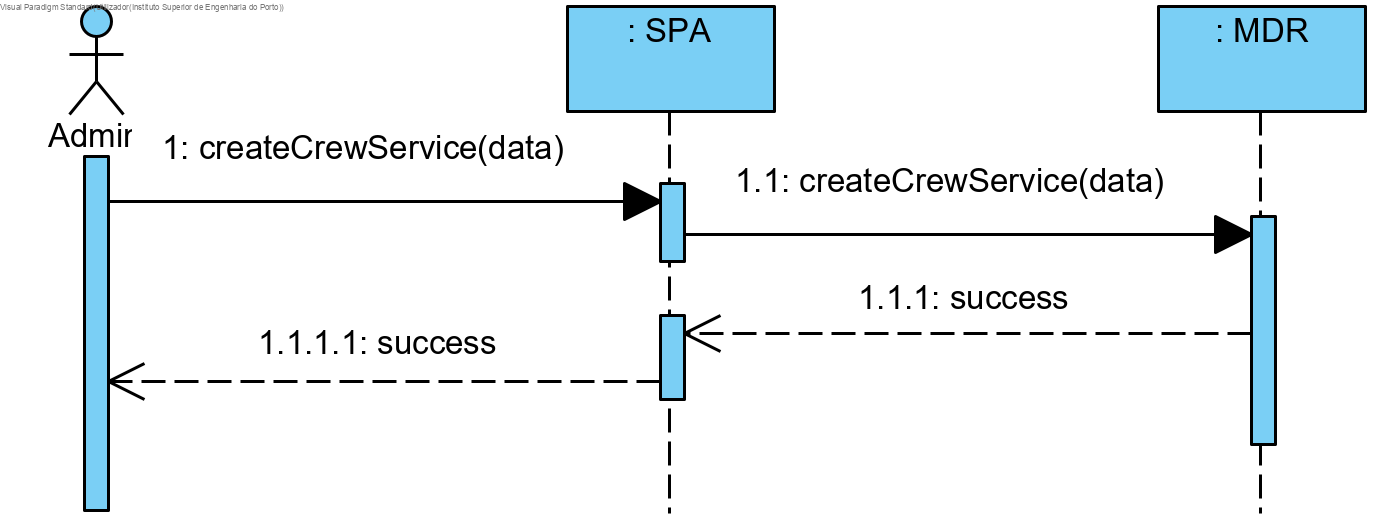 Visual Paradigm Standard(Utilizador(Instituto Superior de Engenharia do Porto))
: SPA
: MDR
Admin
1: createCrewService(data)
1.1: createCrewService(data)
1.1.1: success
1.1.1.1: success